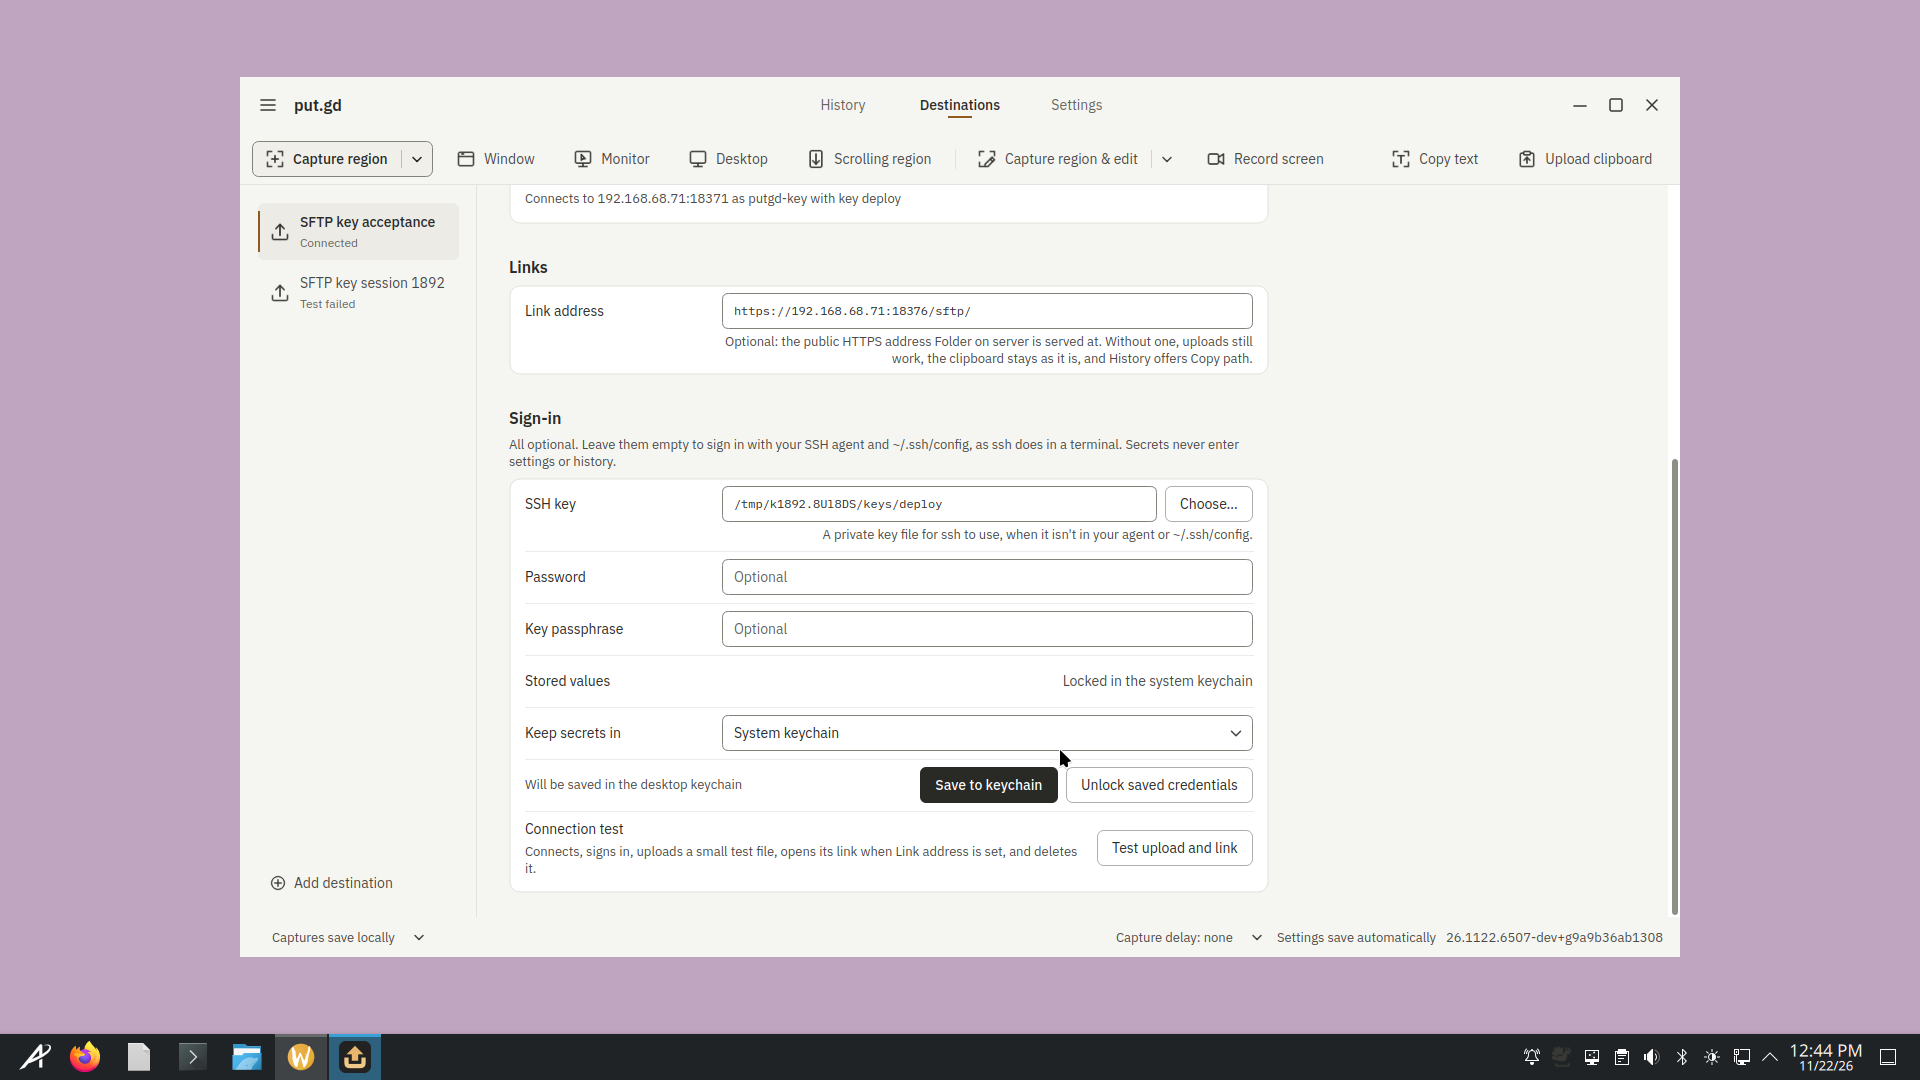 put.gd
History
Destinations
Settings
Capture region
Window
Monitor
Desktop
Scrolling region
Capture region & edit
Record screen
Copy text
Upload clipboard
SFTP key acceptance
Connected
SFTP key session 1892
Test failed
Add destination
Connects to 192.168.68.71:18371 as putgd-key with key deploy
Links
Link address
https://192.168.68.71:18376/sftp/
Optional: the public HTTPS address Folder on server is served at. Without one, uploads still
work, the clipboard stays as it is, and History offers Copy path.
Sign-in
All optional. Leave them empty to sign in with your SSH agent and ~/.ssh/config, as ssh does in a terminal. Secrets never enter
settings or history.
SSH key
/tmp/k1892.8Ul8DS/keys/deploy
Choose...
A private key file for ssh to use, when it isn't in your agent or ~/.ssh/config.
Password
Optional
Key passphrase
Optional
Stored values
Locked in the system keychain
Keep secrets in
System keychain
Will be saved in the desktop keychain
Save to keychain
Unlock saved credentials
Connection test
Connects, signs in, uploads a small test file, opens its link when Link address is set, and deletes
it.
Test upload and link
Captures save locally
Capture delay: none
Settings save automatically
26.1122.6507-dev+g9a9b36ab1308
12:44 PM
11/22/26